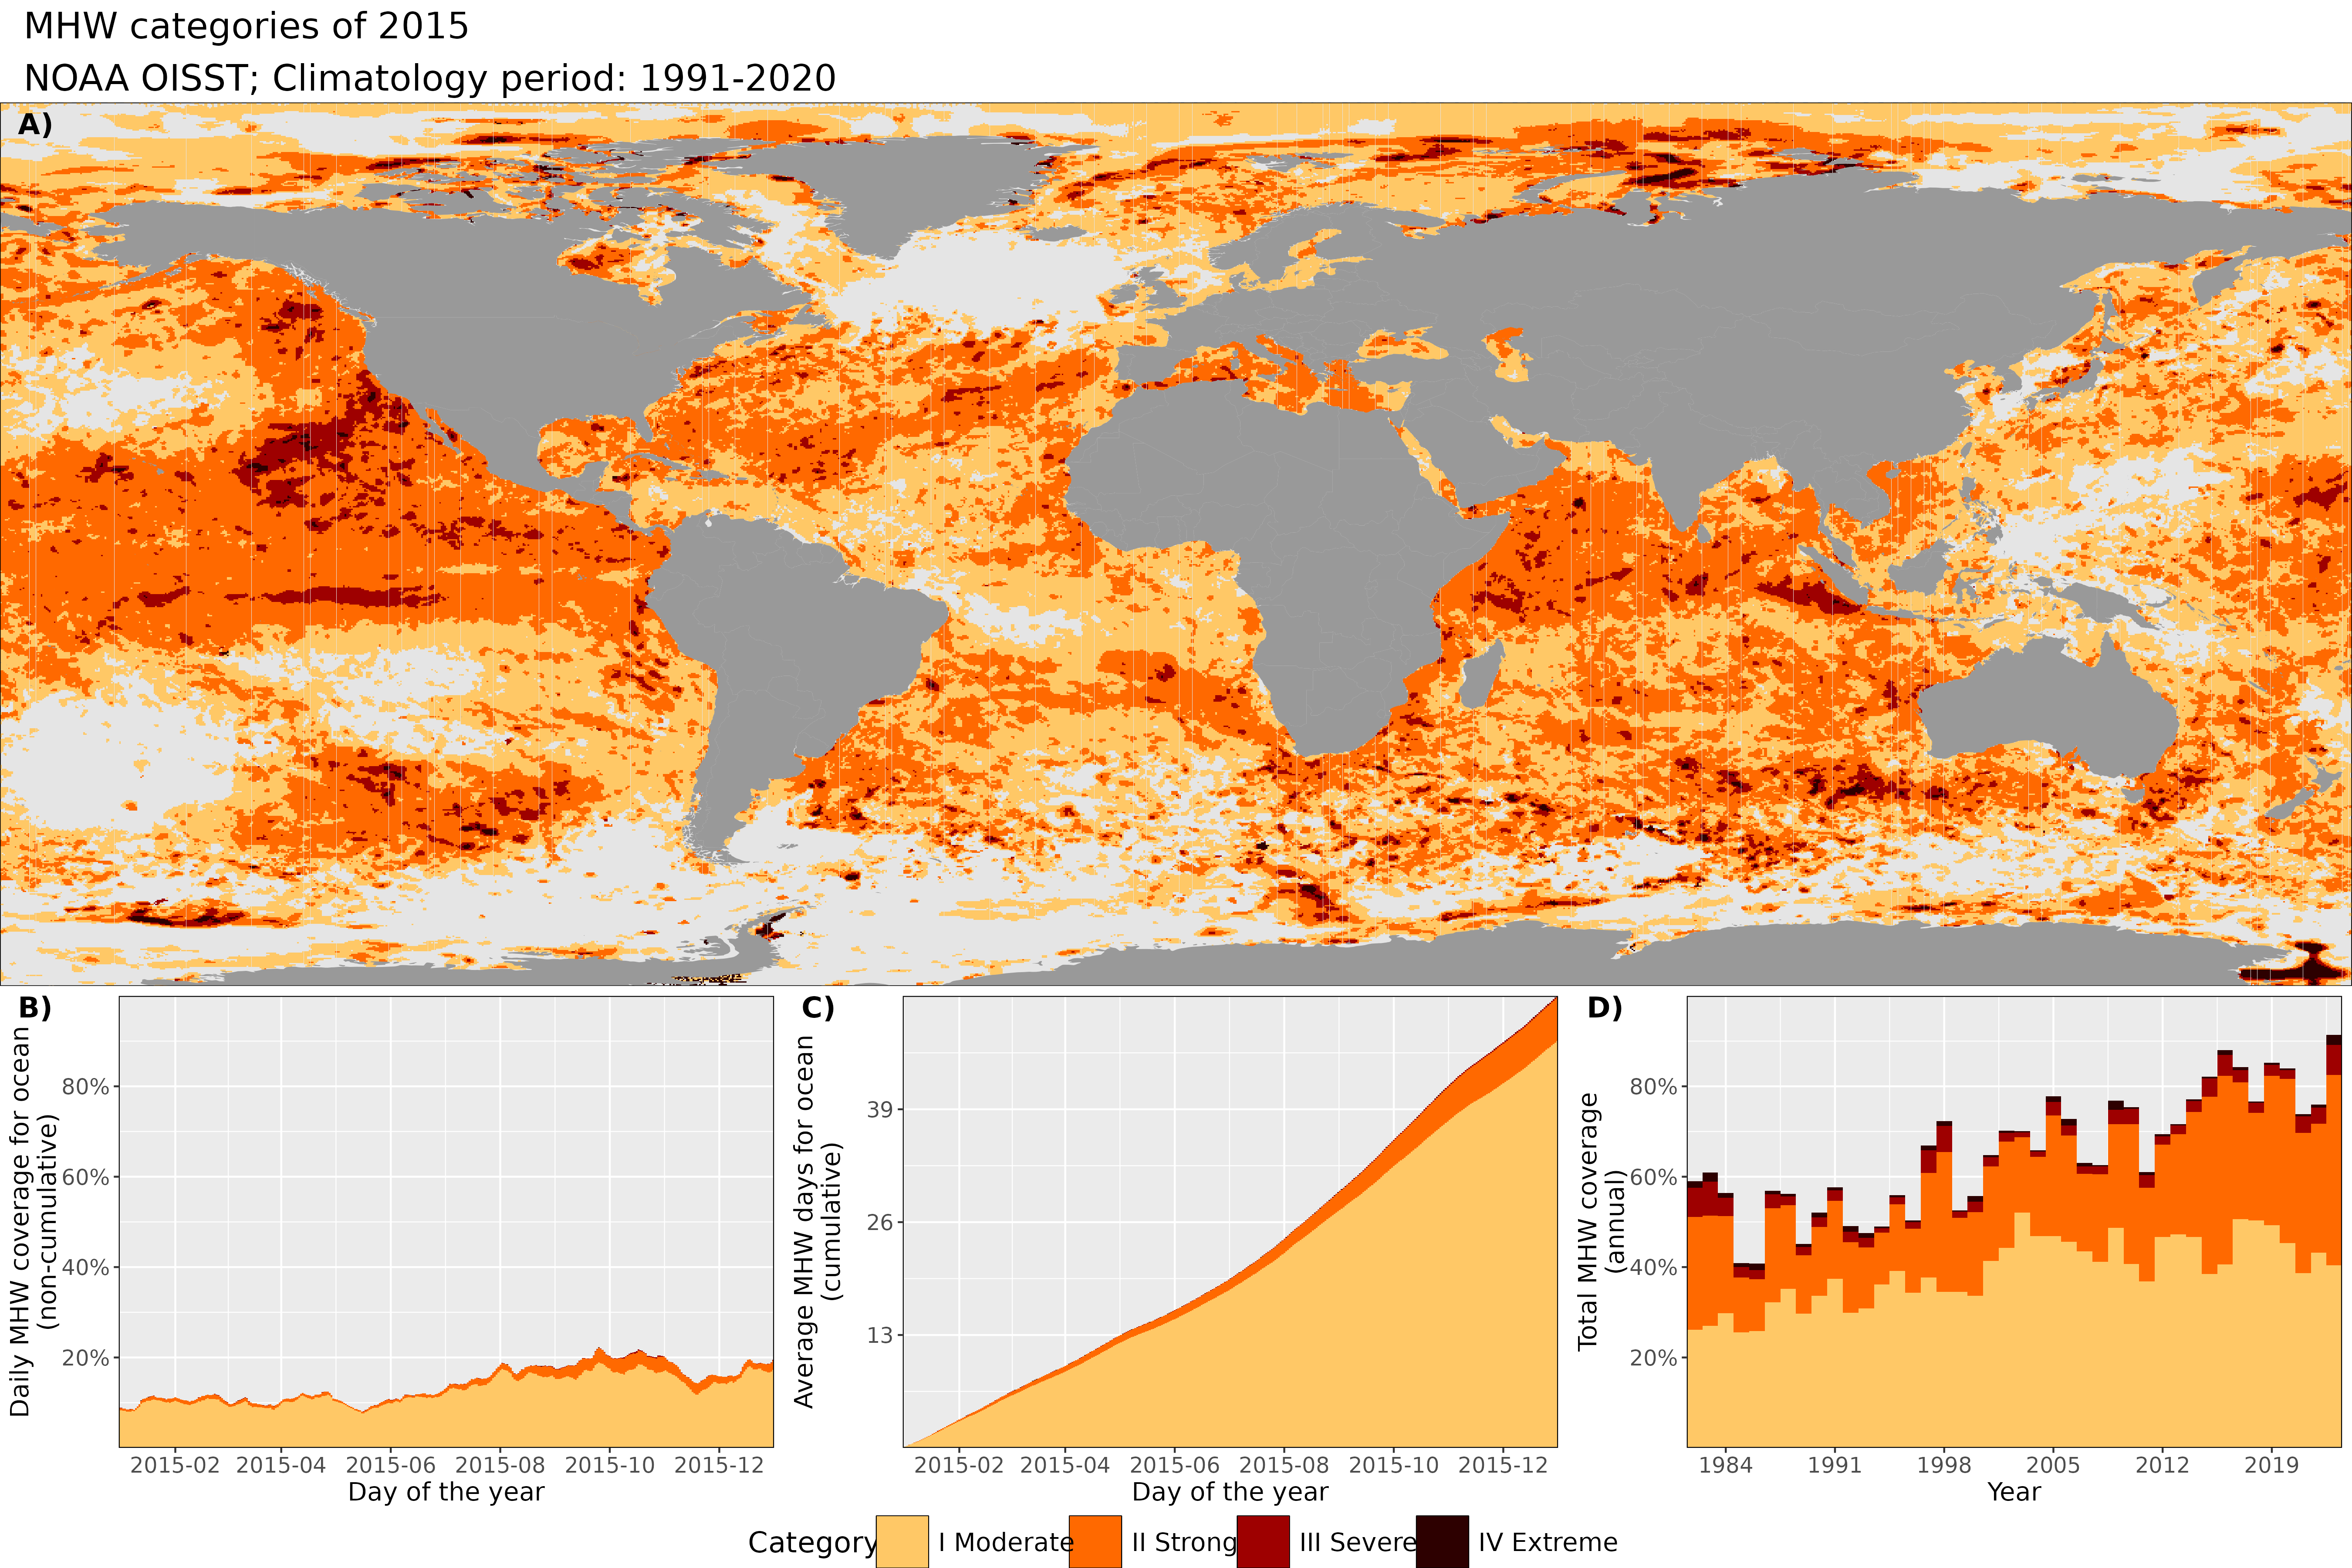 MHW categories of 2015
NOAA OISST; Climatology period: 1991-2020
A)
B)
Daily MHW coverage for ocean
(non-cumulative)
80%
60%
40%
20%
2015-02 2015-04 2015-06 2015-08 2015-10 2015-12
Day of the year
C)
Average MHW days for ocean
(cumulative)
39
26
13
2015-02 2015-04 2015-06 2015-08 2015-10 2015-12
Day of the year
D)
Total MHW coverage
(annual)
80%
60%
40%
20%
1984 1991 1998 2005 2012 2019
Year
Category I Moderate II Strong III Severe IV Extreme